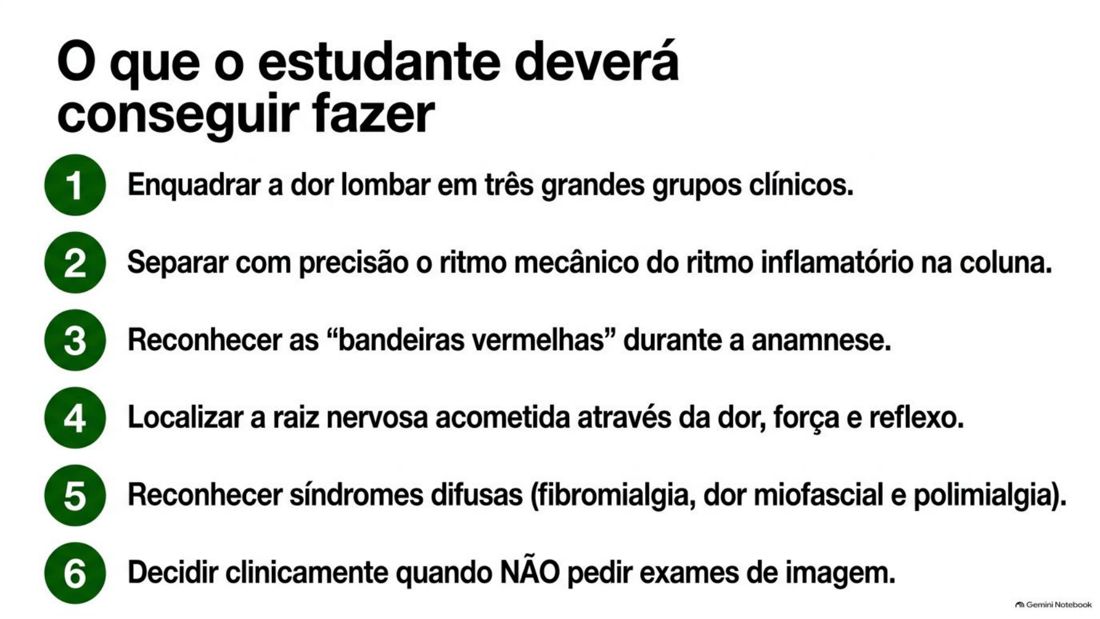 O que o estudante deverá
conseguir fazer
1 Enquadrar a dor lombar em três grandes grupos clínicos.
2 Separar com precisão o ritmo mecânico do ritmo inflamatório na coluna.
3 Reconhecer as “bandeiras vermelhas” durante a anamnese.
4 Localizar a raiz nervosa acometida através da dor, força e reflexo.
5 Reconhecer síndromes difusas (fibromialgia, dor miofascial e polimialgia).
6 Decidir clinicamente quando NÃO pedir exames de imagem.
Gemini Notebook